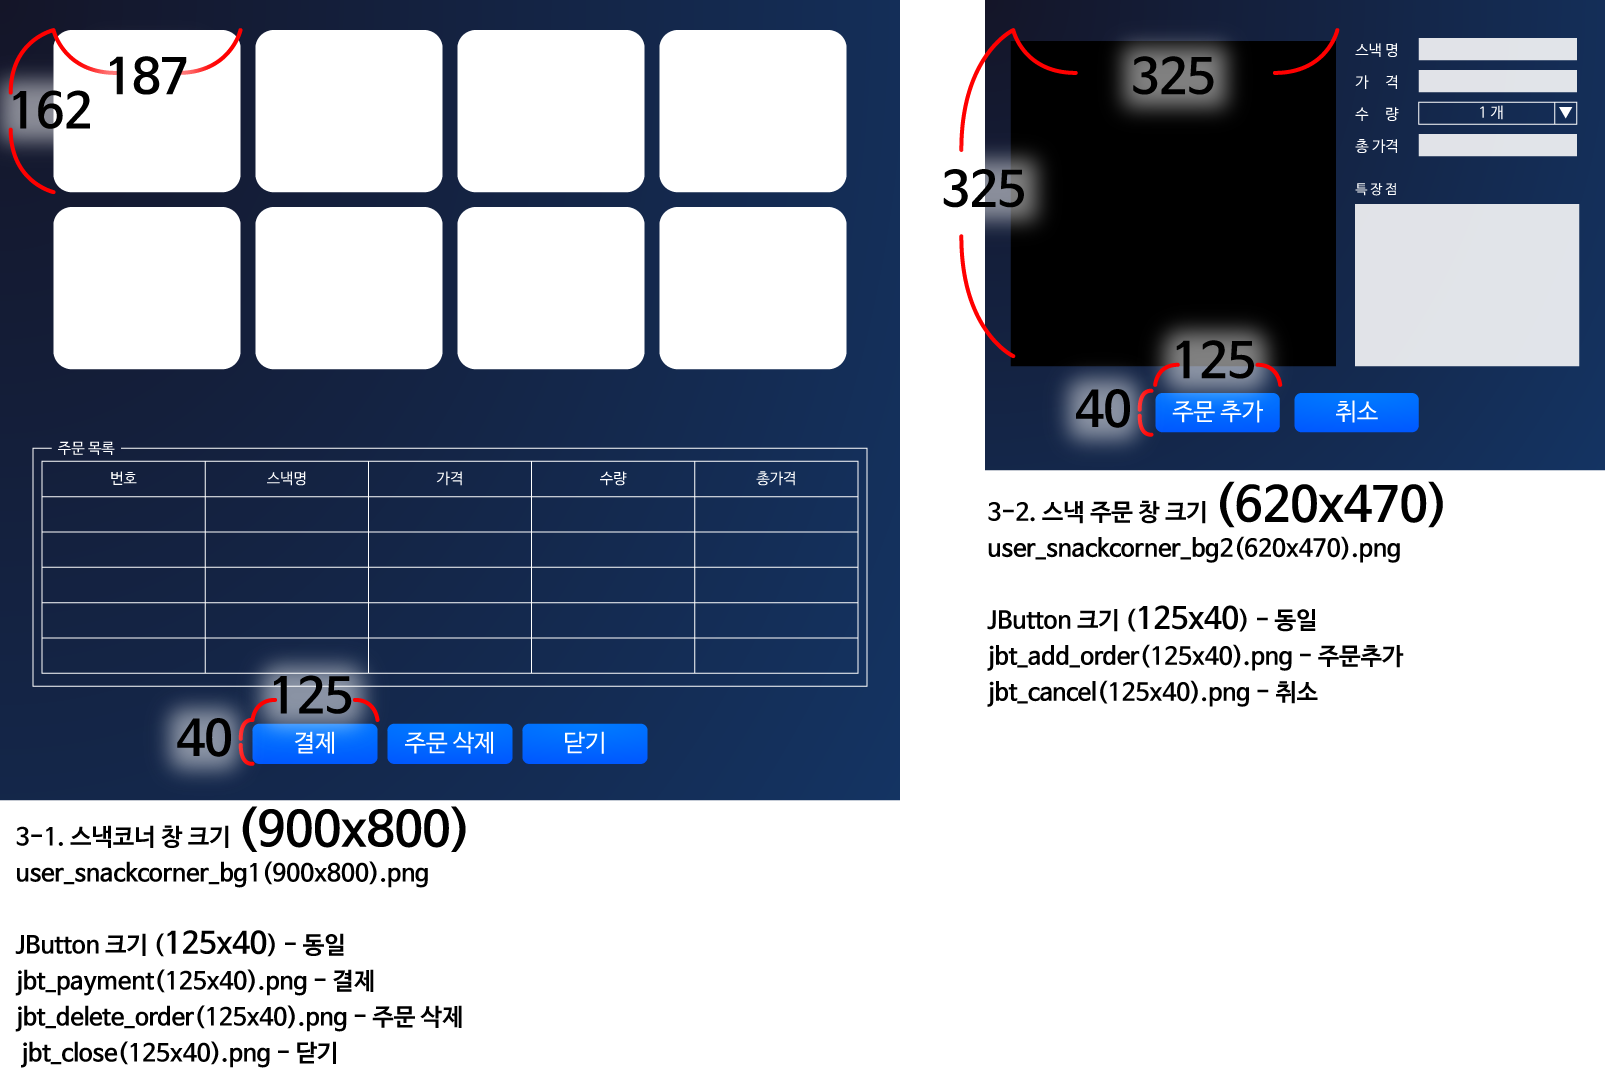 187
162
주문 목록
번호 스낵명 가격 수량 총가격
125
40
결제 주문 삭제 닫기
3-1. 스낵코너 창 크기 (900x800)
user_snackcorner_bg1(900x800).png
JButton 크기 (125x40) - 동일
jbt_payment(125x40).png - 결제
jbt_delete_order(125x40).png - 주문 삭제
jbt_close(125x40).png - 닫기
325
325
스낵명
가 격
수 량 1개 ▼
총가격
특장점
125
40
주문 추가 취소
3-2. 스낵 주문 창 크기 (620x470)
user_snackcorner_bg2(620x470).png
JButton 크기 (125x40) - 동일
jbt_add_order(125x40).png - 주문추가
jbt_cancel(125x40).png - 취소